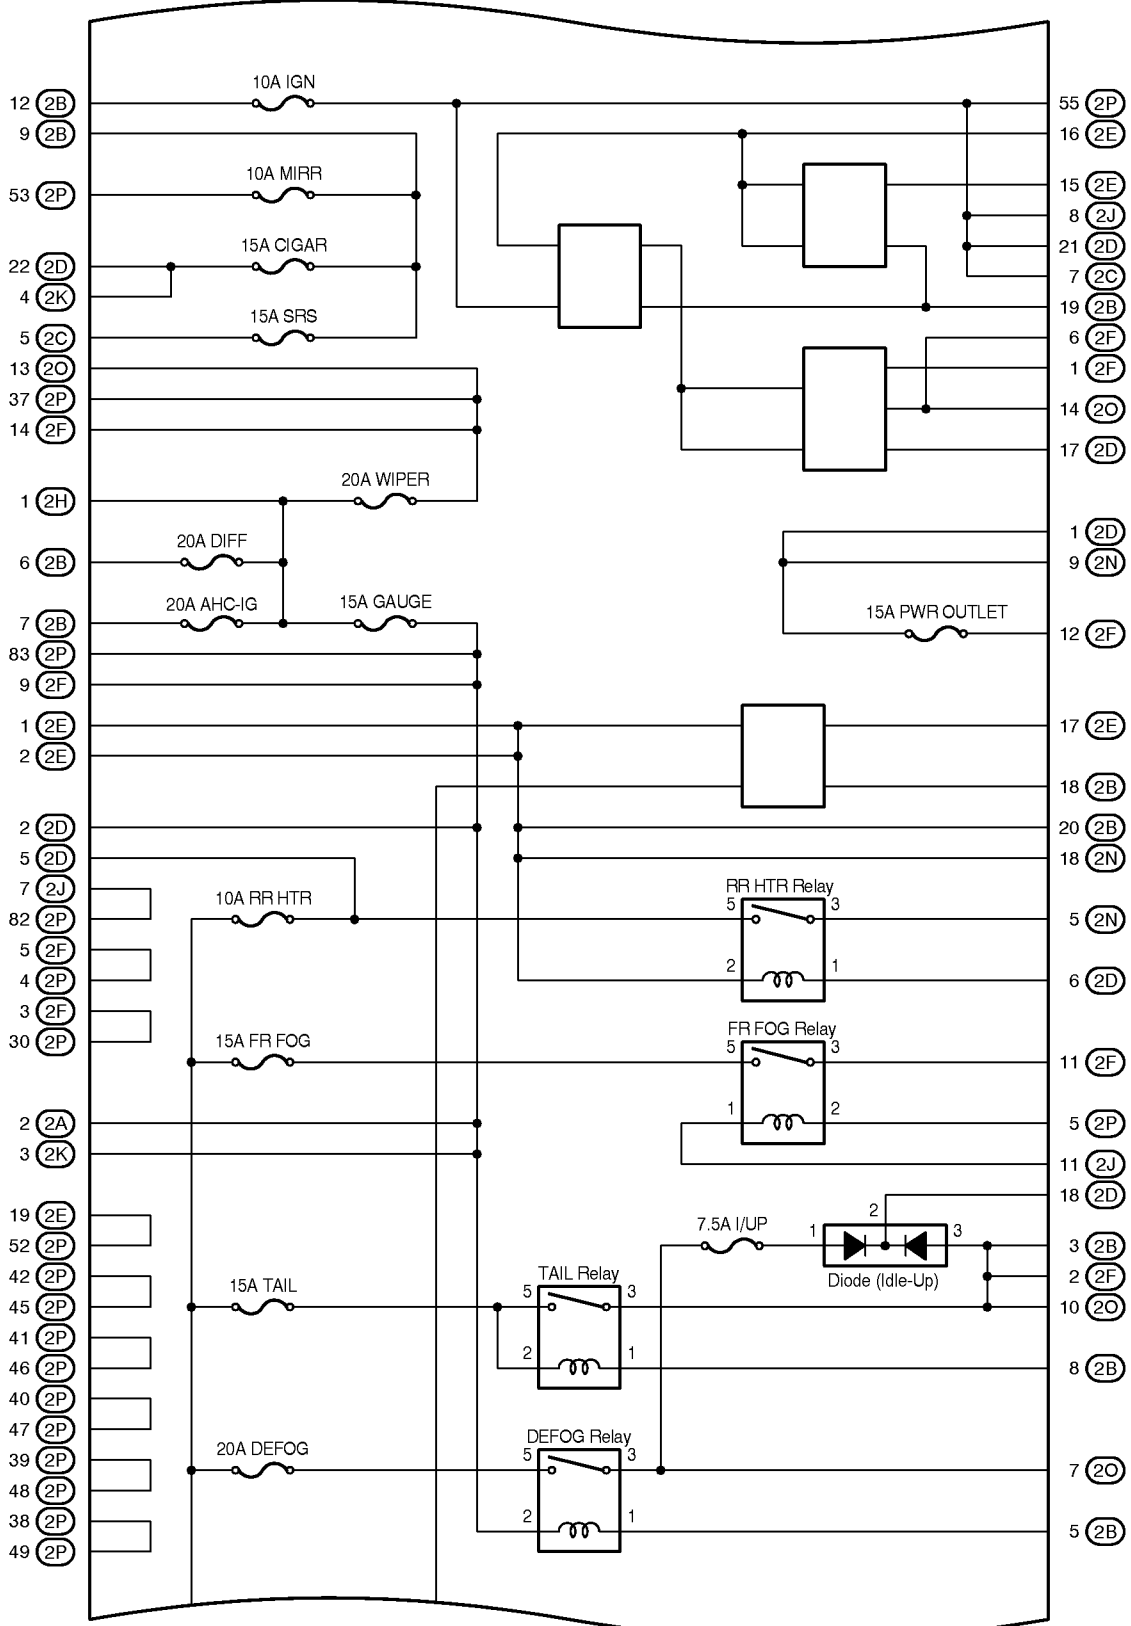 10A IGN
12 2B
55 2P
9 2B
16 2E
10A MIRR
53 2P
15 2E
8 2J
15A CIGAR
22 2D
21 2D
4 2K
7 2C
19 2B
15A SRS
5 2C
6 2F
13 2O
1 2F
37 2P
14 2O
14 2F
17 2D
20A WIPER
1 2H
1 2D
20A DIFF
6 2B
9 2N
20A AHC-IG
15A GAUGE
15A PWR OUTLET
7 2B
12 2F
83 2P
9 2F
1 2E
17 2E
2 2E
18 2B
2 2D
20 2B
5 2D
18 2N
7 2J
RR HTR Relay
10A RR HTR
5 3
82 2P
5 2N
5 2F
2 1
4 2P
6 2D
3 2F
FR FOG Relay
30 2P
15A FR FOG
5 3
11 2F
1 2
2 2A
5 2P
3 2K
11 2J
18 2D
19 2E
7.5A I/UP
1 2 3
52 2P
3 2B
42 2P
TAIL Relay
Diode (Idle-Up)
2 2F
15A TAIL
5 3
45 2P
10 2O
41 2P
2 1
46 2P
8 2B
40 2P
47 2P
DEFOG Relay
20A DEFOG
5 3
39 2P
7 2O
48 2P
38 2P
2 1
5 2B
49 2P